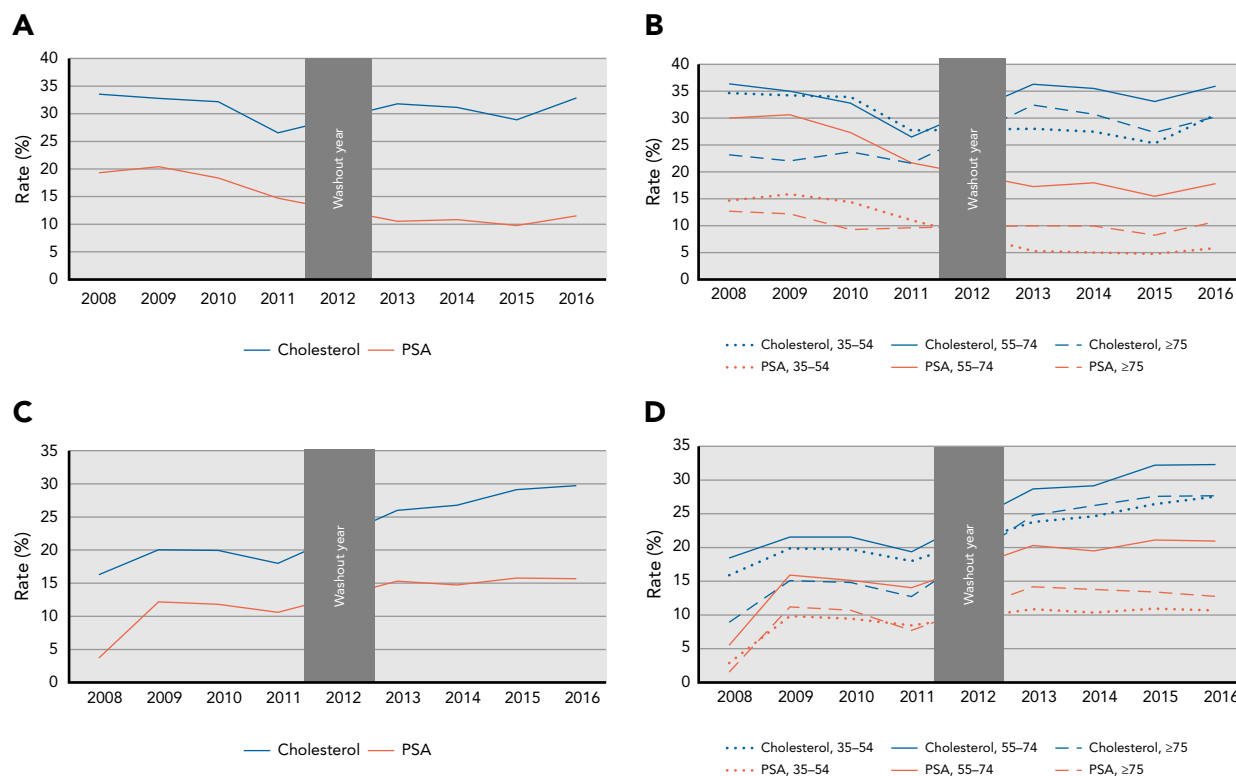 A
40
35
30
25
20
15
10
5
0
Rate (%)
Washout year
2008 2009 2010 2011 2012 2013 2014 2015 2016
Cholesterol PSA
B
40
35
30
25
20
15
10
5
0
Rate (%)
Washout year
2008 2009 2010 2011 2012 2013 2014 2015 2016
Cholesterol, 35–54 Cholesterol, 55–74 Cholesterol, ≥75
PSA, 35–54 PSA, 55–74 PSA, ≥75
C
35
30
25
20
15
10
5
0
Rate (%)
Washout year
2008 2009 2010 2011 2012 2013 2014 2015 2016
Cholesterol PSA
D
35
30
25
20
15
10
5
0
Rate (%)
Washout year
2008 2009 2010 2011 2012 2013 2014 2015 2016
Cholesterol, 35–54 Cholesterol, 55–74 Cholesterol, ≥75
PSA, 35–54 PSA, 55–74 PSA, ≥75